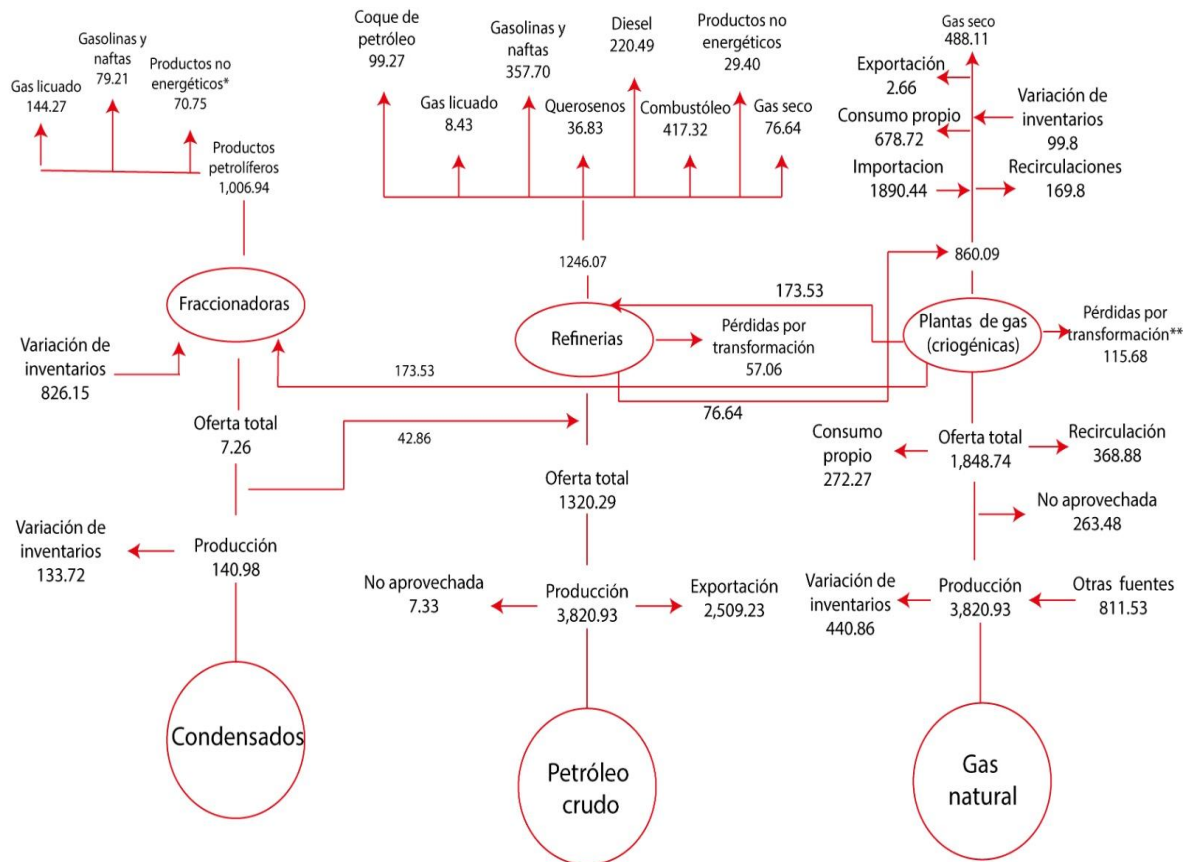 Gas licuado
144.27
Gasolinas y
naftas
79.21
Productos no
energéticos*
70.75
Productos
petrolíferos
1,006.94
Fraccionadoras
Variación de
inventarios
826.15
Oferta total
7.26
Variación de
inventarios
133.72
Producción
140.98
Condensados
Coque de
petróleo
99.27
Gas licuado
8.43
Gasolinas y
naftas
357.70
Querosenos
36.83
Diesel
220.49
Combustóleo
417.32
Productos no
energéticos
29.40
Gas seco
76.64
1246.07
Refinerias
Pérdidas por
transformación
57.06
173.53
173.53
76.64
42.86
Oferta total
1320.29
No aprovechada
7.33
Producción
3,820.93
Exportación
2,509.23
Petróleo
crudo
Gas seco
488.11
Exportación
2.66
Variación de
inventarios
99.8
Consumo propio
678.72
Importacion
1890.44
Recirculaciones
169.8
860.09
Plantas de gas
(criogénicas)
Pérdidas por
transformación**
115.68
Consumo
propio
272.27
Oferta total
1,848.74
Recirculación
368.88
No aprovechada
263.48
Variación de
inventarios
440.86
Producción
3,820.93
Otras fuentes
811.53
Gas
natural